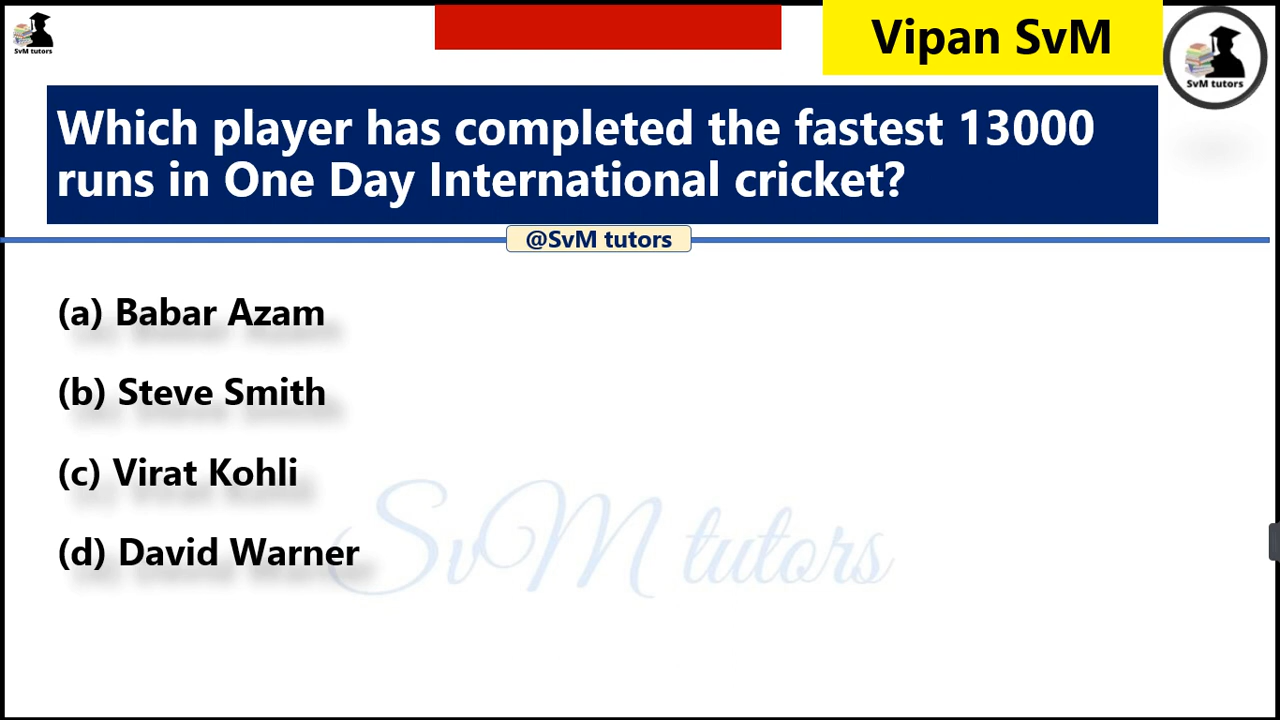 SvM tutors
Vipan SvM
SvM tutors
Which player has completed the fastest 13000
runs in One Day International cricket?
@SvM tutors
(a) Babar Azam
(b) Steve Smith
(c) Virat Kohli
(d) David Warner
SvM tutors